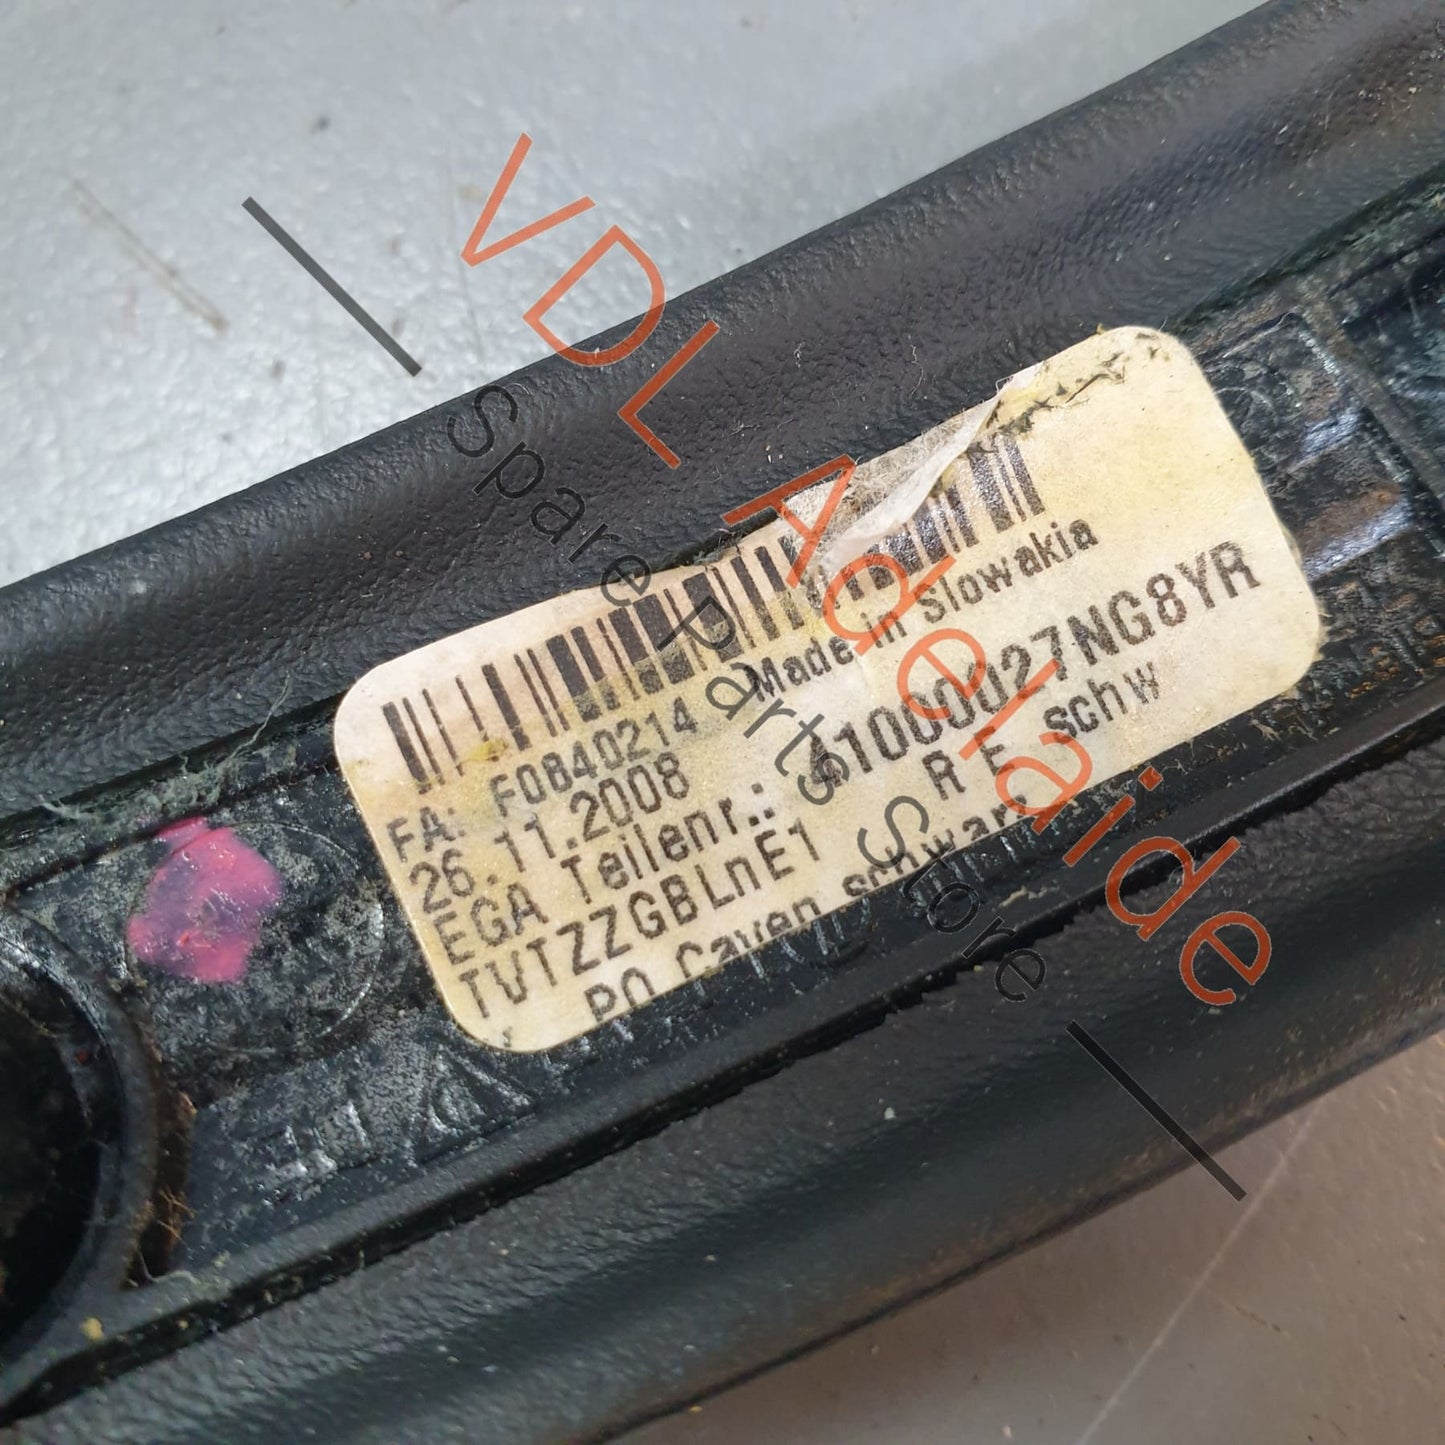 FA: F0840214 Made in Slowakia
26.11.2008
EGA Teilenr.: 41000027NG8YR
TVTZZGBLnE1 R E schw
PO Cayen schwarz
VDL Adelaide
Spare Parts Store